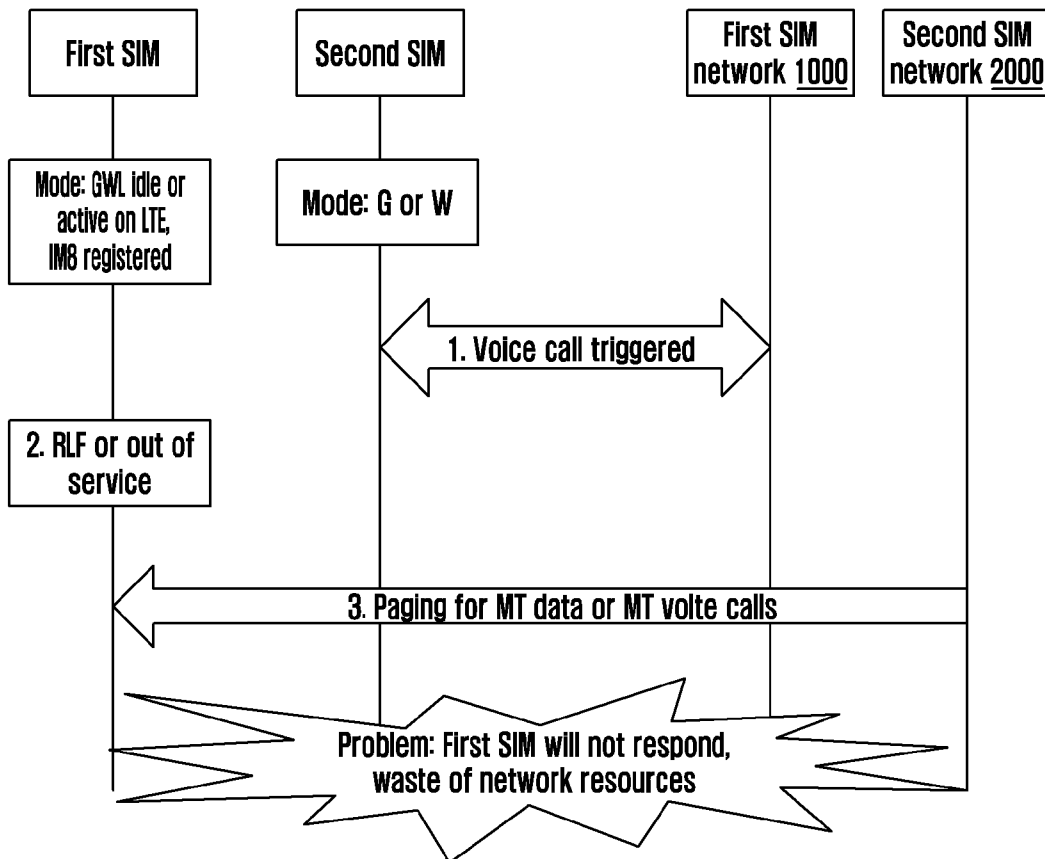 First SIM
Second SIM
First SIM
network 1000
Second SIM
network 2000
Mode: GWL idle or
active on LTE,
IM8 registered
Mode: G or W
1. Voice call triggered
2. RLF or out of
service
3. Paging for MT data or MT volte calls
Problem: First SIM will not respond,
waste of network resources